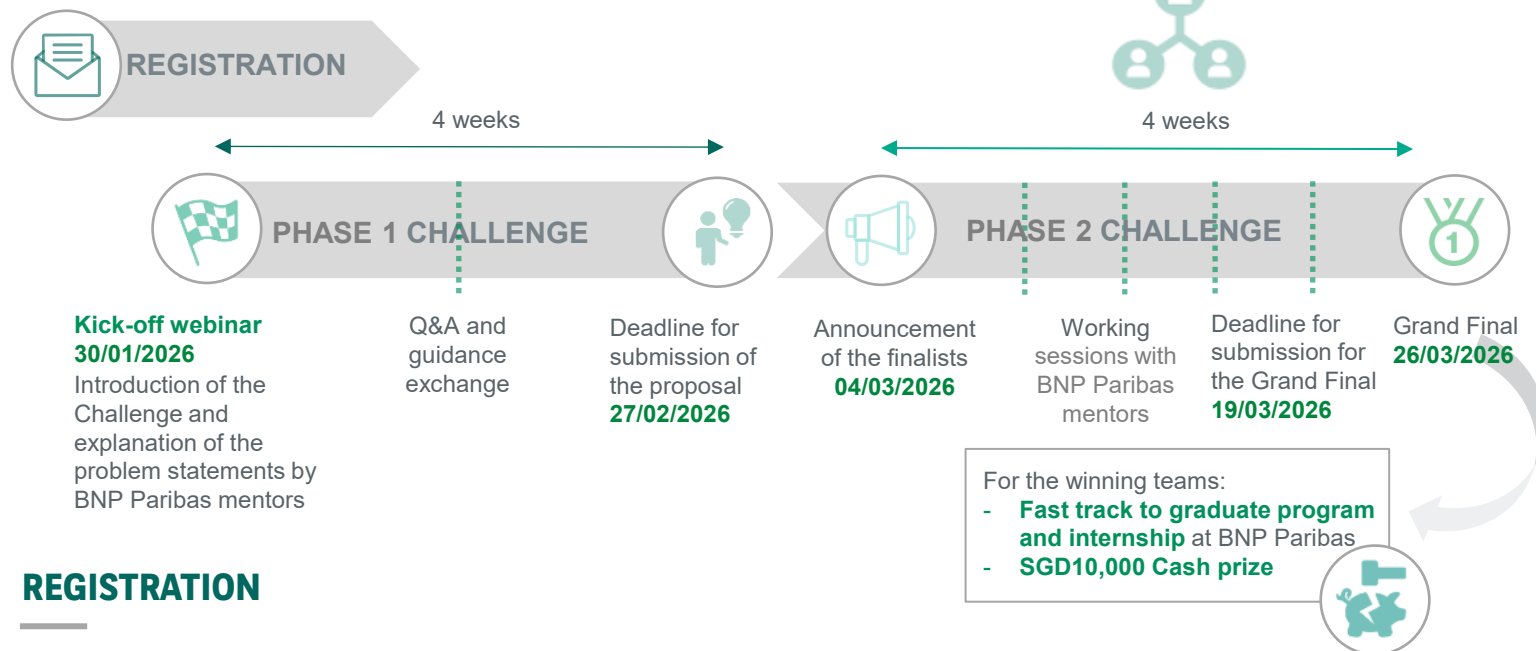 REGISTRATION
4 weeks
4 weeks
PHASE 1 CHALLENGE
PHASE 2 CHALLENGE
1
Kick-off webinar
30/01/2026
Introduction of the
Challenge and
explanation of the
problem statements by
BNP Paribas mentors
Q&A and
guidance
exchange
Deadline for
submission of
the proposal
27/02/2026
Announcement
of the finalists
04/03/2026
Working
sessions with
BNP Paribas
mentors
Deadline for
submission for
the Grand Final
19/03/2026
Grand Final
26/03/2026
For the winning teams:
- Fast track to graduate program
and internship at BNP Paribas
- SGD10,000 Cash prize
REGISTRATION